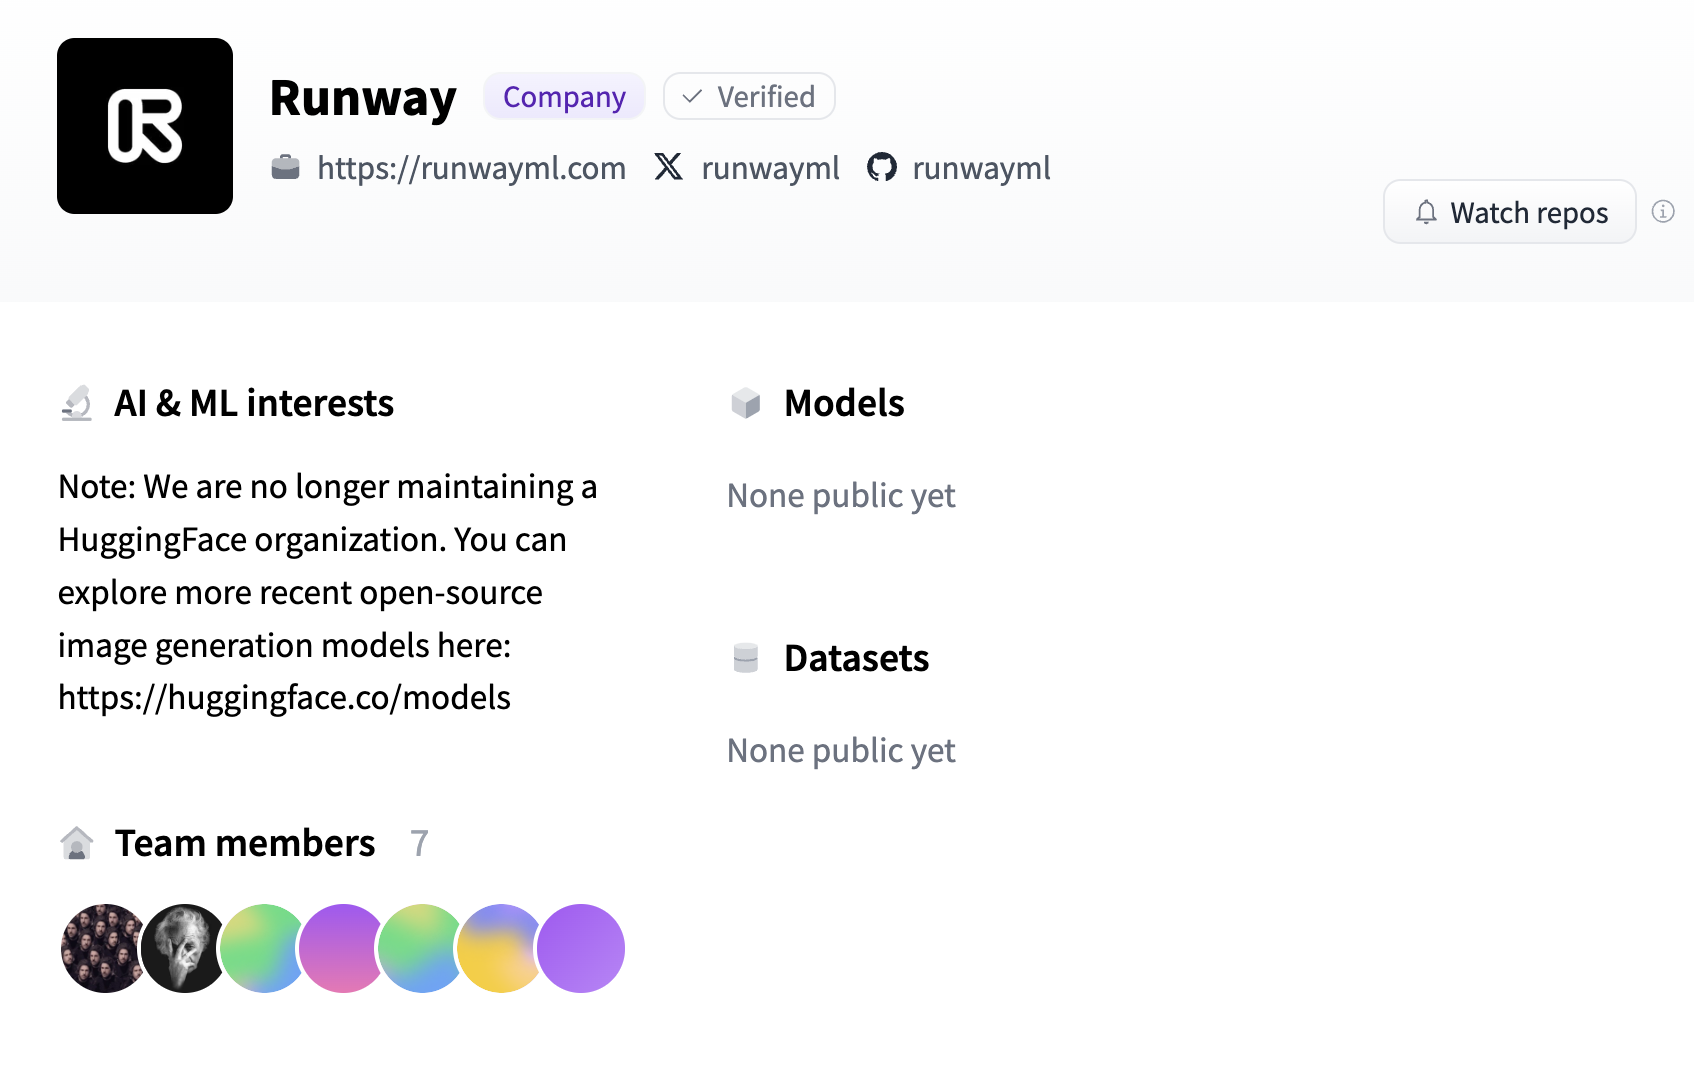 Runway
Company
Verified
https://runwayml.com
runwayml
runwayml
Watch repos
AI & ML interests
Note: We are no longer maintaining a
HuggingFace organization. You can
explore more recent open-source
image generation models here:
https://huggingface.co/models
Team members 7
Models
None public yet
Datasets
None public yet